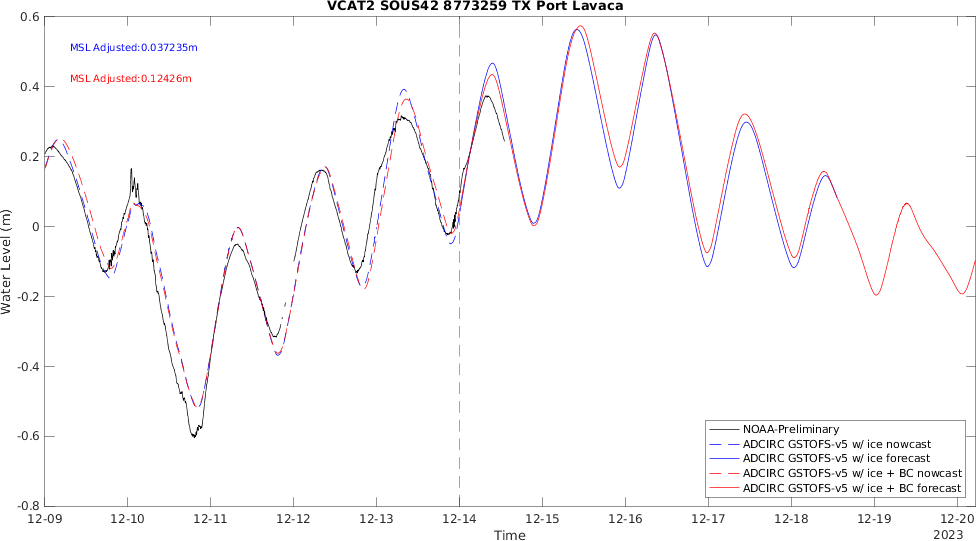 VCAT2 SOUS42 8773259 TX Port Lavaca
0.6
MSL Adjusted:0.037235m
MSL Adjusted:0.12426m
0.4
0.2
0
-0.2
-0.4
-0.6
-0.8
Water Level (m)
NOAA-Preliminary
ADCIRC GSTOFS-v5 w/ ice nowcast
ADCIRC GSTOFS-v5 w/ ice forecast
ADCIRC GSTOFS-v5 w/ ice + BC nowcast
ADCIRC GSTOFS-v5 w/ ice + BC forecast
12-09 12-10 12-11 12-12 12-13 12-14 12-15 12-16 12-17 12-18 12-19 12-20
Time
2023